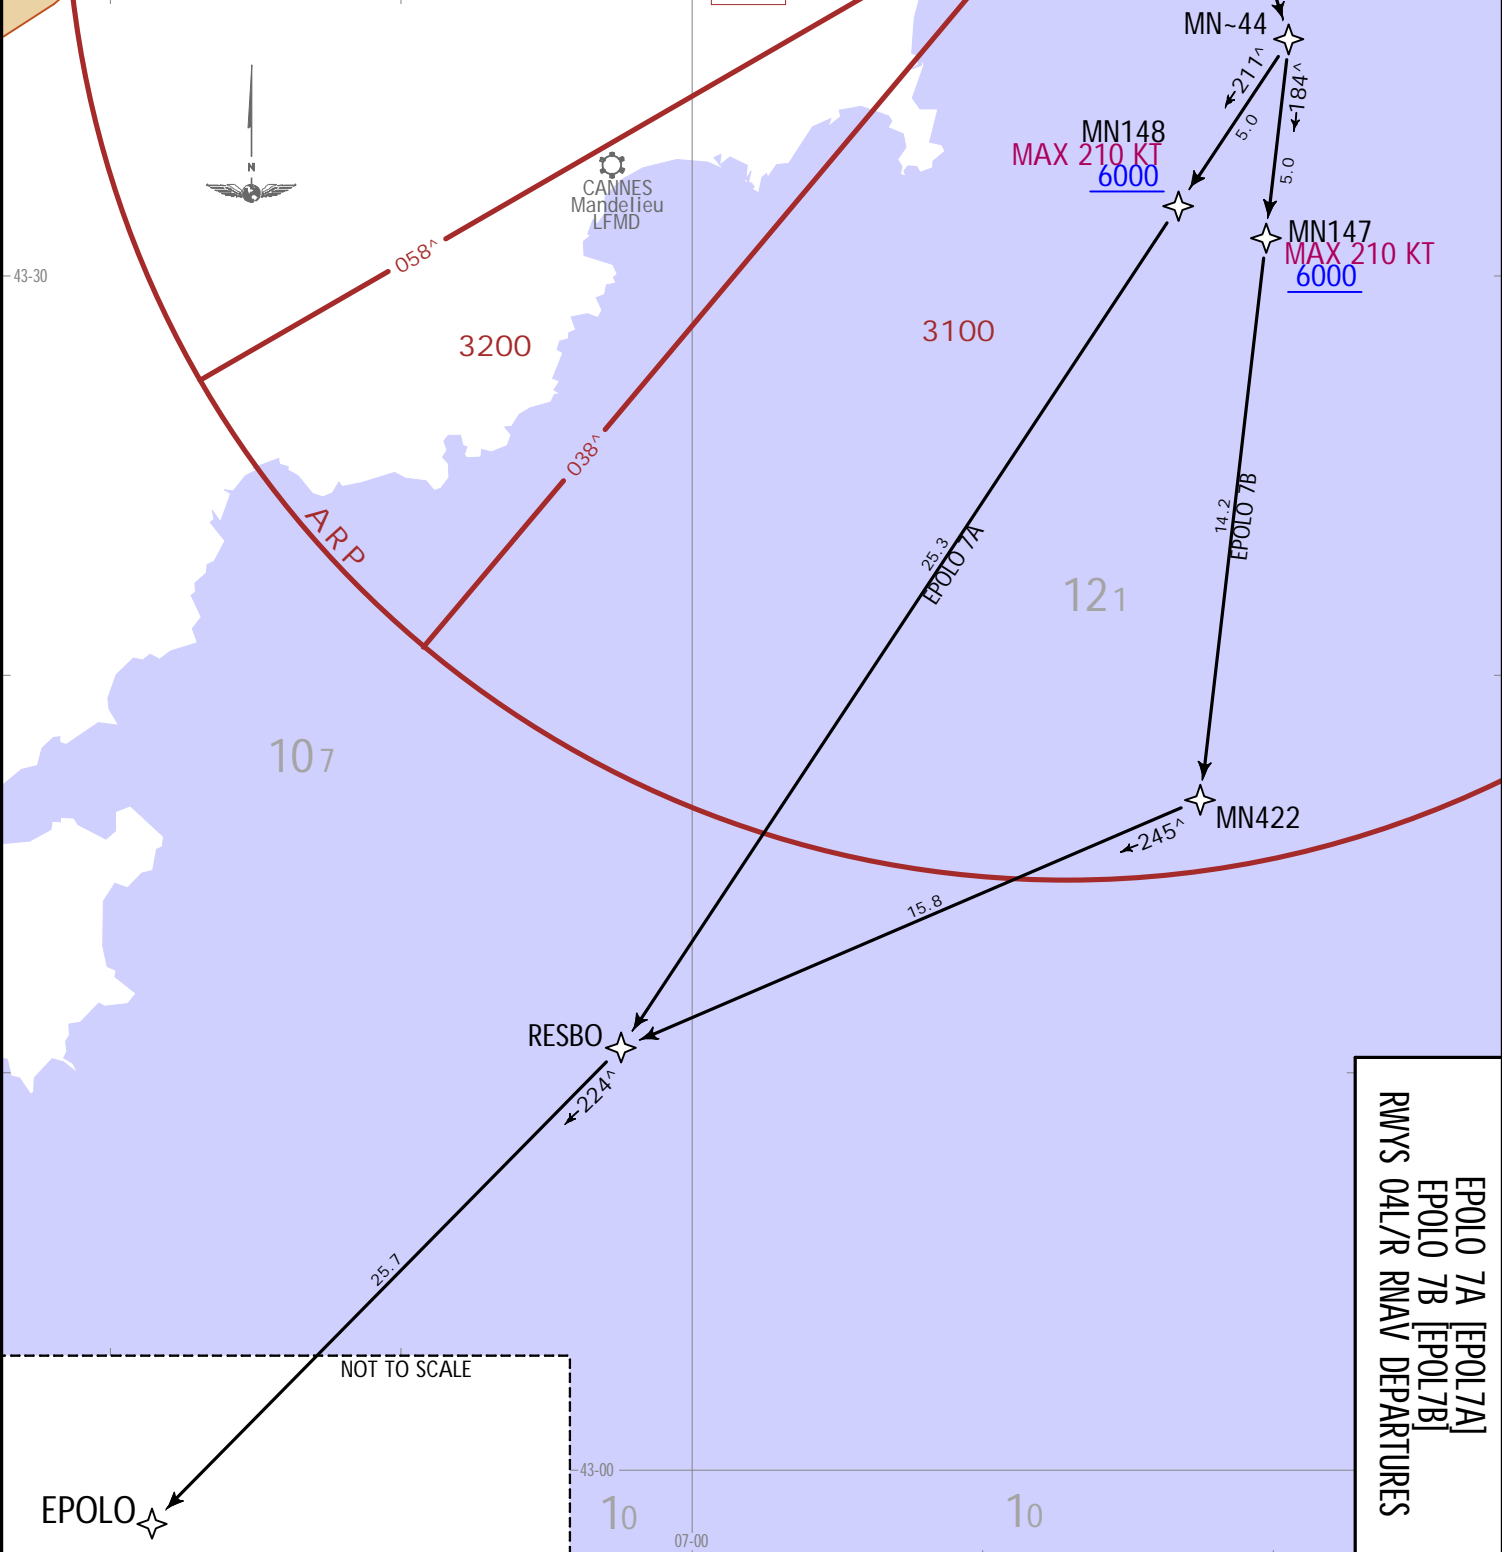 MN~44
211^
184^
5.0
5.0
MN148
MAX 210 KT
6000
MN147
MAX 210 KT
6000
N
CANNES
Mandelieu
LFMD
058^
43-30
3200
3100
038^
ARP
25.3
EPOLO 7A
14.2
EPOLO 7B
121
107
MN422
245^
15.8
RESBO
224^
25.7
NOT TO SCALE
EPOLO
43-00
10
10
07-00
EPOLO 7A [EPOL7A]
EPOLO 7B [EPOL7B]
RWYS 04L/R RNAV DEPARTURES